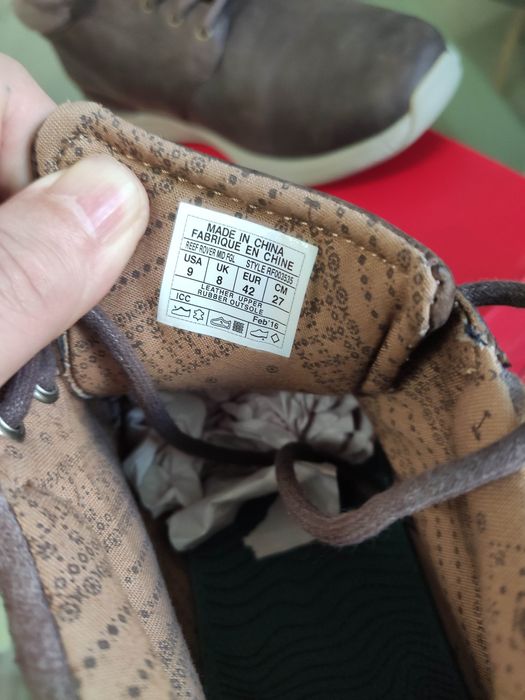 MADE IN CHINA
FABRIQUE EN CHINE
REEF ROVER MID FGL STYLE RF003535
USA UK EUR CM
9 8 42 27
LEATHER UPPER
RUBBER OUTSOLE
ICC Feb'16